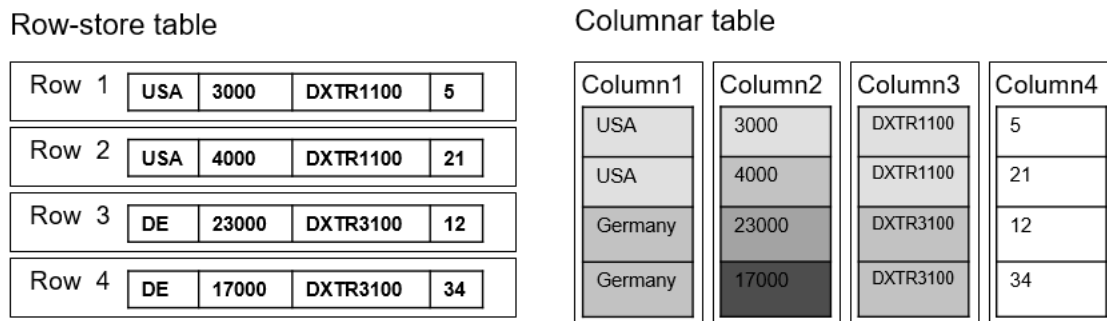 Row-store table
Row 1 USA 3000 DXTR1100 5
Row 2 USA 4000 DXTR1100 21
Row 3 DE 23000 DXTR3100 12
Row 4 DE 17000 DXTR3100 34
Columnar table
Column1 Column2 Column3 Column4
USA 3000 DXTR1100 5
USA 4000 DXTR1100 21
Germany 23000 DXTR3100 12
Germany 17000 DXTR3100 34